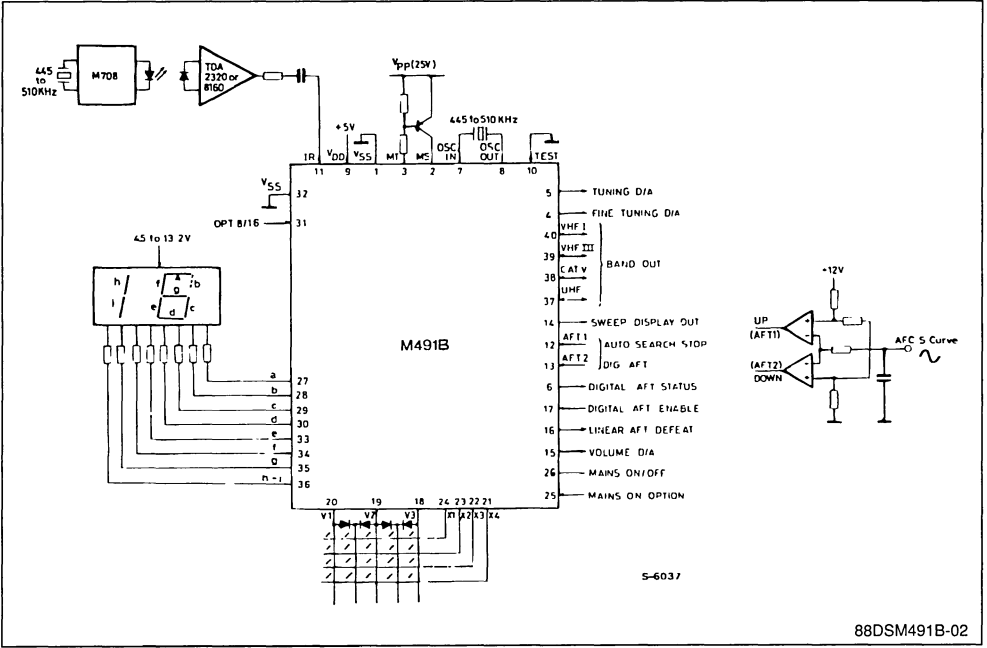 445
to
510KHz
M708
TDA
2320 or
8160
Vpp(25V)
445 to 510 KHz
+5V
IR
VDD
VSS
MT
MS
OSC
IN
OSC
OUT
TEST
11
9
1
3
2
7
8
10
VSS
32
OPT 8/16
31
45 to 13 2V
h
i
f
a
b
g
e
d
c
M491B
a
27
b
28
c
29
d
30
e
33
f
34
g
35
h-i
36
5
TUNING D/A
4
FINE TUNING D/A
VHF I
40
VHF III
39
BAND OUT
CATV
38
UHF
37
14
SWEEP DISPLAY OUT
AFT1
12
AUTO SEARCH STOP
AFT2
13
DIG AFT
6
DIGITAL AFT STATUS
17
DIGITAL AFT ENABLE
16
LINEAR AFT DEFEAT
15
VOLUME D/A
26
MAINS ON/OFF
25
MAINS ON OPTION
20
19
18
24
23
22
21
V1
V3
X1
X2
X3
X4
+12V
UP
(AFT1)
(AFT2)
DOWN
AFC S Curve
S-6037
88DSM491B-02